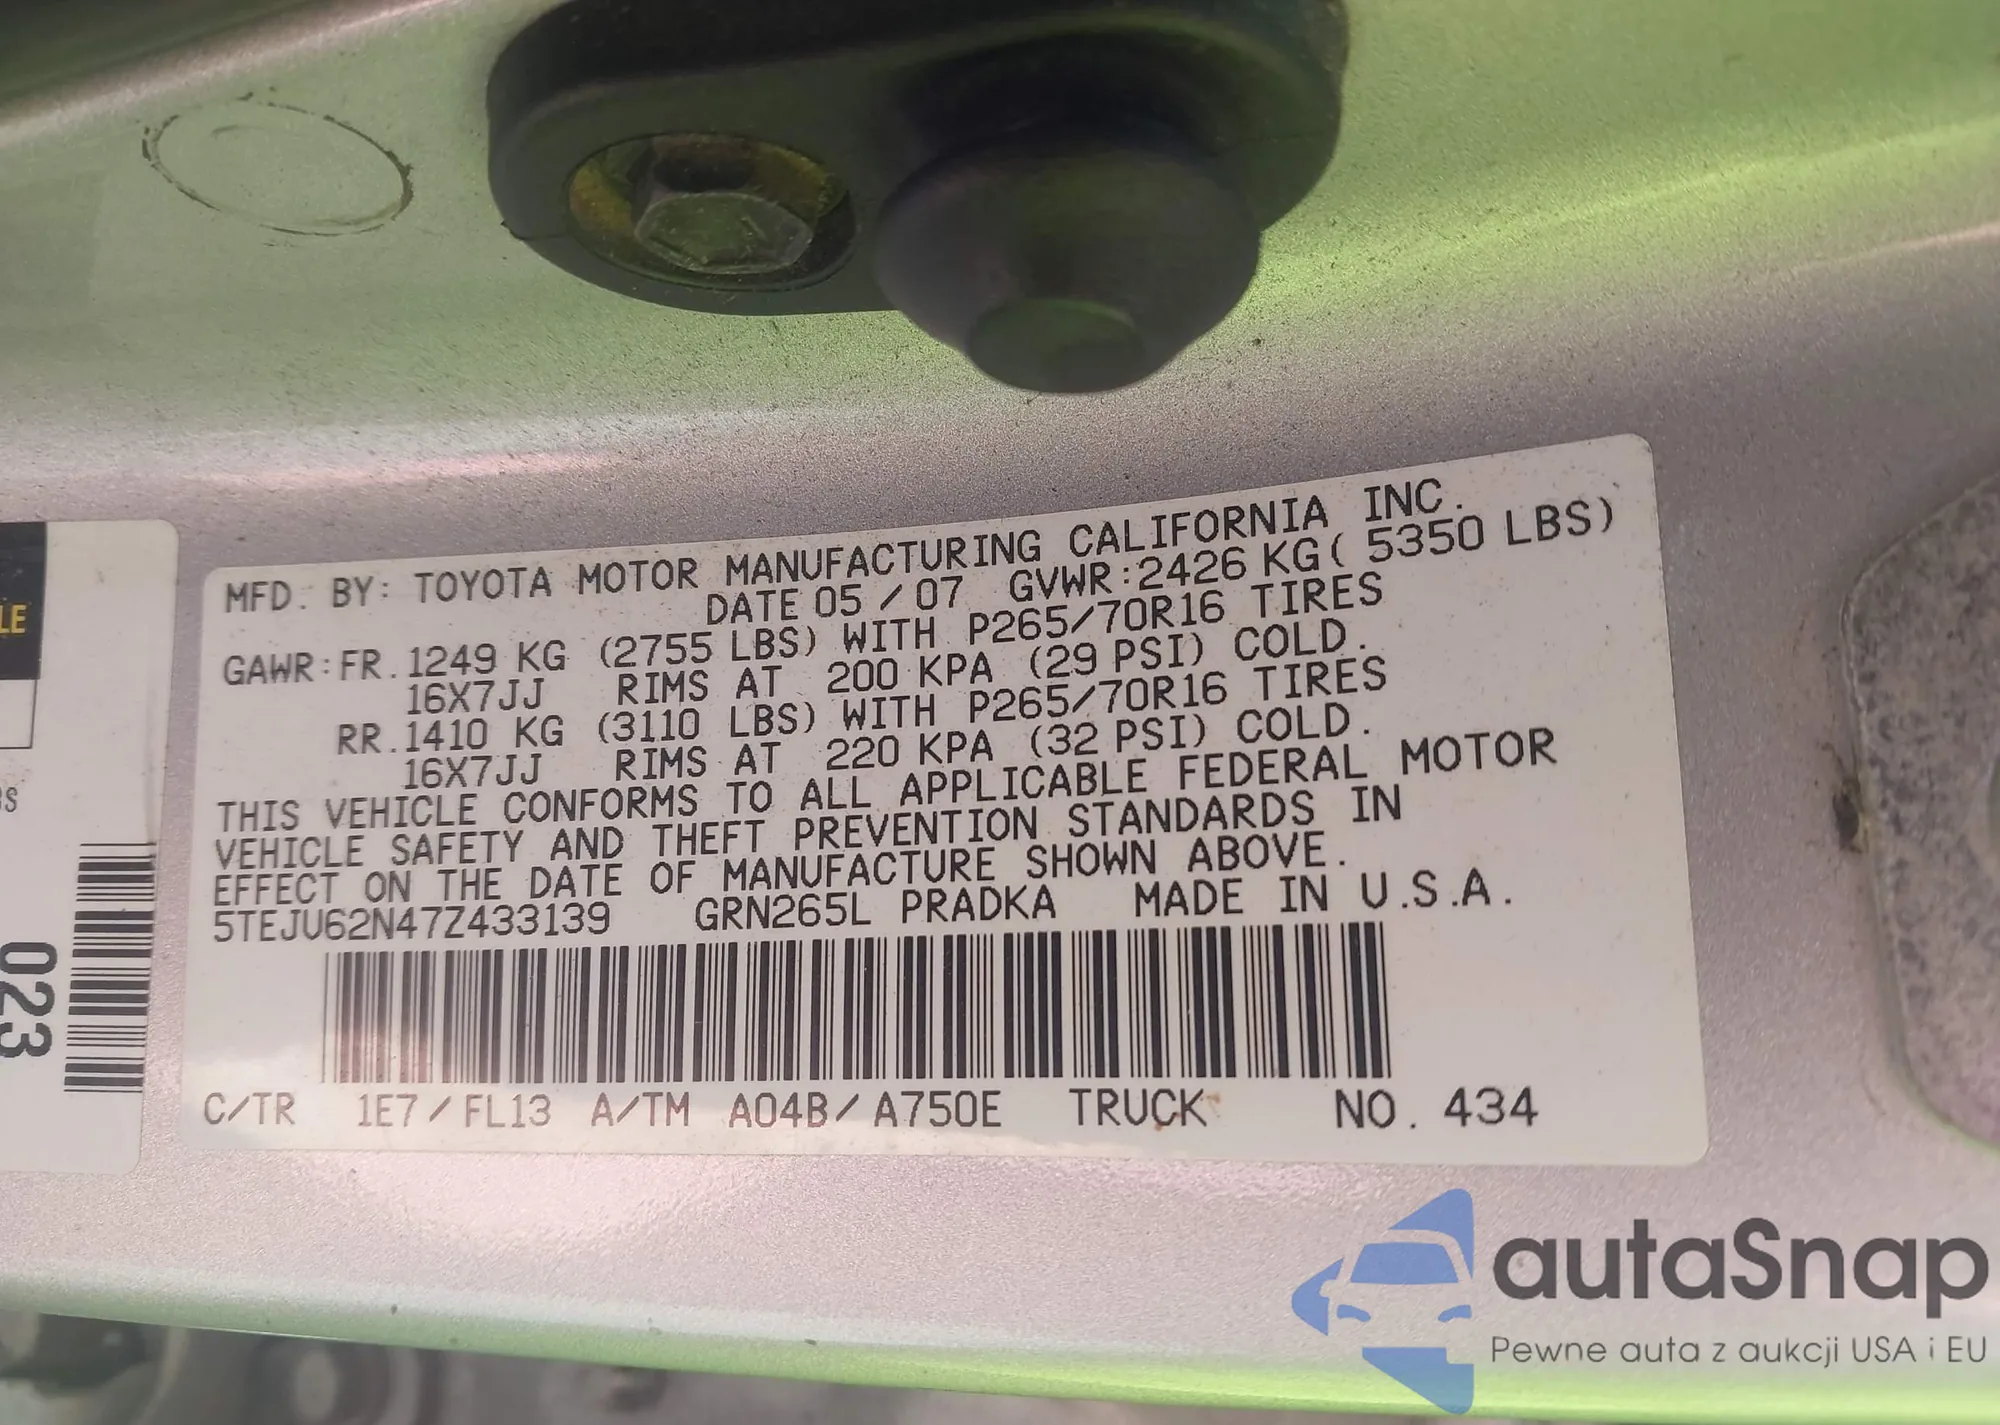 MFD. BY: TOYOTA MOTOR MANUFACTURING CALIFORNIA INC.
DATE 05/07 GVWR:2426 KG( 5350 LBS)
GAWR:FR.1249 KG (2755 LBS) WITH P265/70R16 TIRES
16X7JJ RIMS AT 200 KPA (29 PSI) COLD.
RR.1410 KG (3110 LBS) WITH P265/70R16 TIRES
16X7JJ RIMS AT 220 KPA (32 PSI) COLD.
THIS VEHICLE CONFORMS TO ALL APPLICABLE FEDERAL MOTOR
VEHICLE SAFETY AND THEFT PREVENTION STANDARDS IN
EFFECT ON THE DATE OF MANUFACTURE SHOWN ABOVE.
5TEJU62N47Z433139 GRN265L PRADKA MADE IN U.S.A.
C/TR 1E7/FL13 A/TM A04B/A750E TRUCK NO. 434
LE
023
autaSnap
Pewne auta z aukcji USA i EU